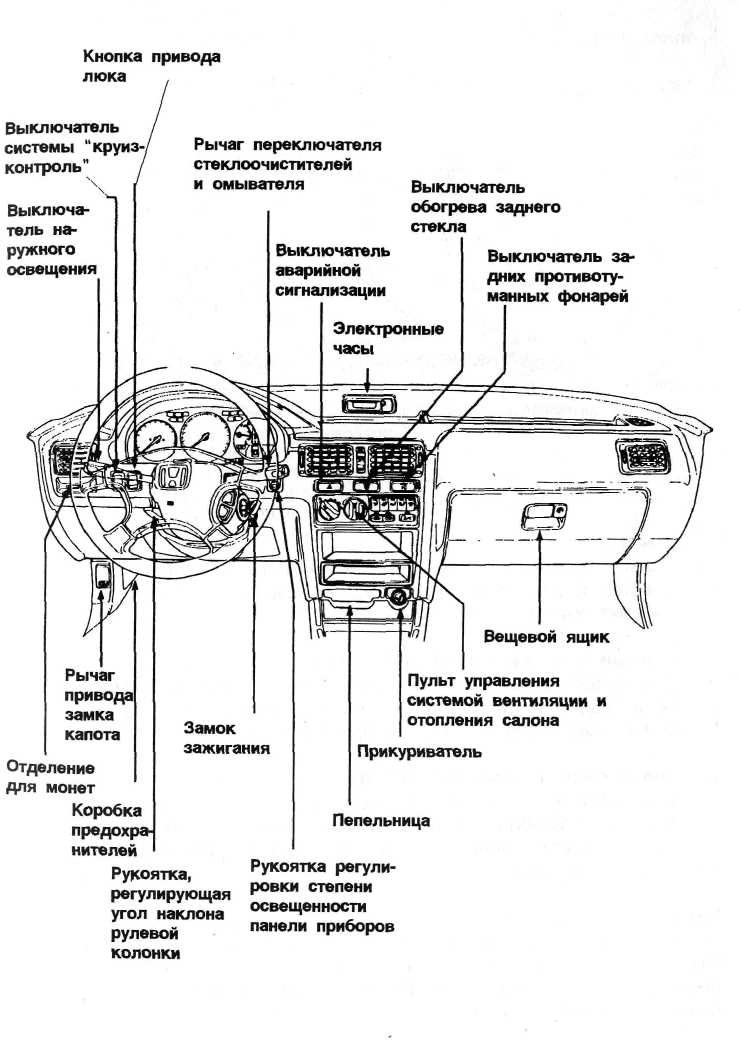 Кнопка привода
люка
Выключатель
системы "круиз-
контроль"
Рычаг переключателя
стеклоочистителей
и омывателя
Выключатель
обогрева заднего
стекла
Выключа-
тель на-
ружного
освещения
Выключатель
аварийной
сигнализации
Выключатель за-
дних противоту-
манных фонарей
Электронные
часы
Вещевой ящик
Рычаг
привода
замка
капота
Пульт управления
системой вентиляции и
отопления салона
Замок
зажигания
Прикуриватель
Отделение
для монет
Коробка
предохра-
нителей
Пепельница
Рукоятка,
регулирующая
угол наклона
рулевой
колонки
Рукоятка регули-
ровки степени
освещенности
панели приборов